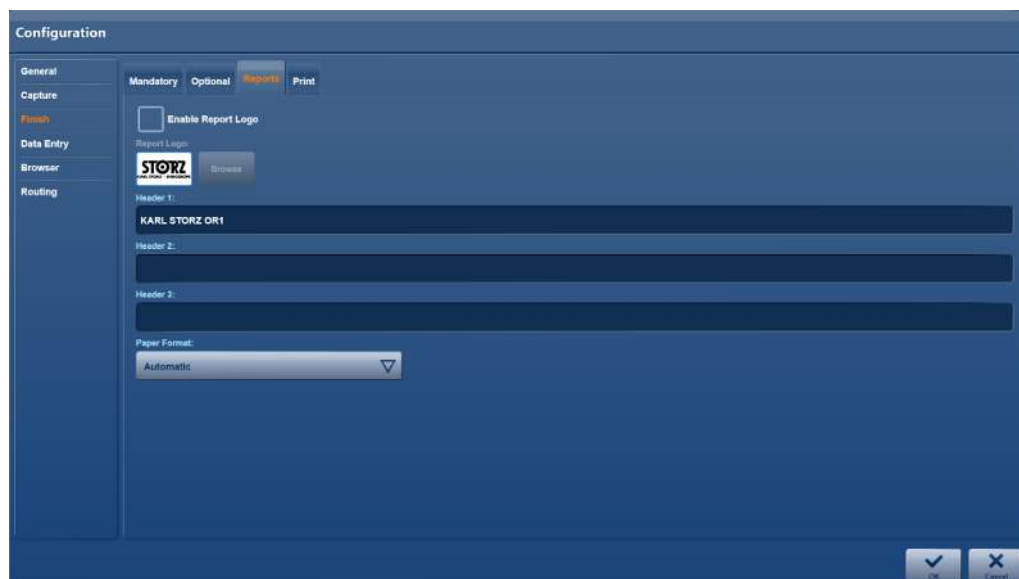 Configuration
General
Capture
Finish
Data Entry
Browser
Routing
Mandatory Optional Reports Print
Enable Report Logo
Report Logo:
STORZ
Browse
Header 1:
KARL STORZ OR1
Header 2:
Header 3:
Paper Format:
Automatic
OK Cancel